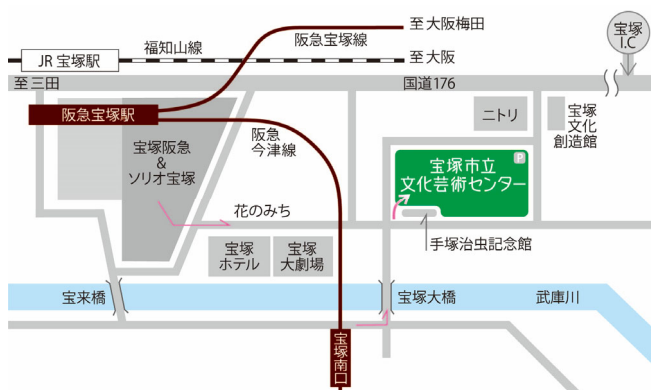 至 大阪梅田
宝塚
I.C
阪急宝塚線
福知山線
JR 宝塚駅
至 大阪
至 三田
国道176
阪急宝塚駅
ニトリ
宝塚
文化
創造館
阪急
今津線
宝塚阪急
&
ソリオ宝塚
P
宝塚市立
文化芸術センター
花のみち
手塚治虫記念館
宝塚
ホテル
宝塚
大劇場
宝来橋
宝塚大橋
武庫川
宝塚南口